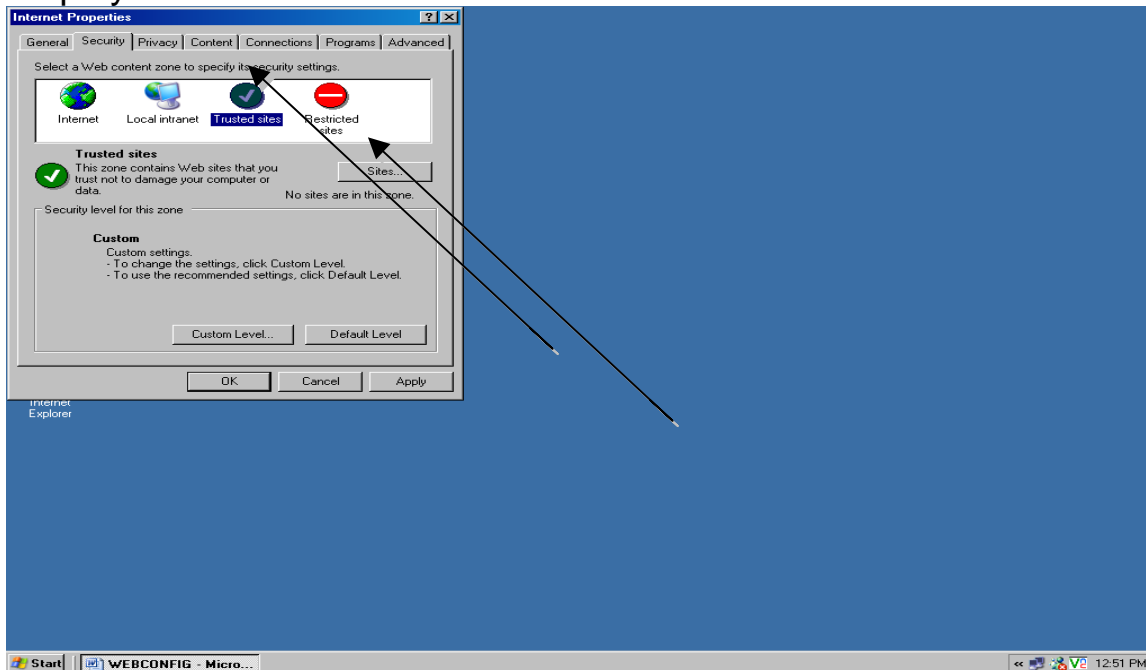 Internet Properties
General Security Privacy Content Connections Programs Advanced
Select a Web content zone to specify its security settings.
Internet Local intranet Trusted sites Restricted
sites
Trusted sites
This zone contains Web sites that you
trust not to damage your computer or
data.
Sites...
No sites are in this zone.
Security level for this zone
Custom
Custom settings.
- To change the settings, click Custom Level.
- To use the recommended settings, click Default Level.
Custom Level... Default Level
OK Cancel Apply
Internet
Explorer
Start WEBCONFIG - Micro... « V2 12:51 PM